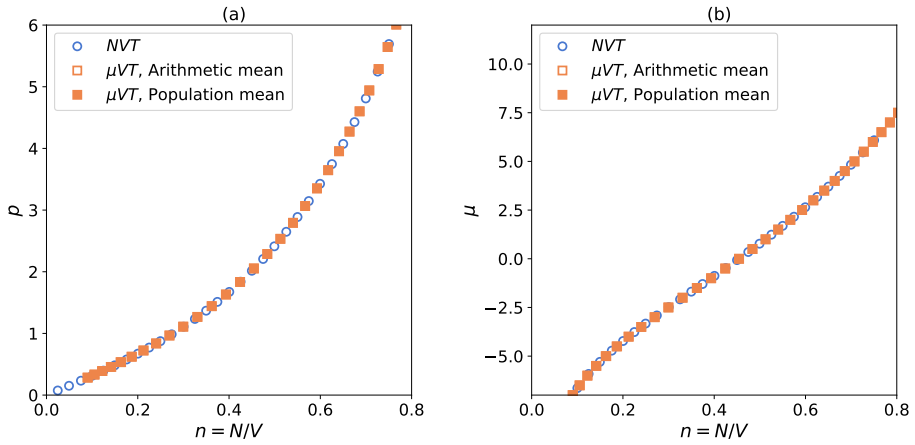 (a)
6
5
4
3
2
1
0
p
NVT
μVT, Arithmetic mean
μVT, Population mean
0.0 0.2 0.4 0.6 0.8
n = N/V
(b)
10.0
7.5
5.0
2.5
0.0
−2.5
−5.0
μ
NVT
μVT, Arithmetic mean
μVT, Population mean
0.0 0.2 0.4 0.6 0.8
n = N/V